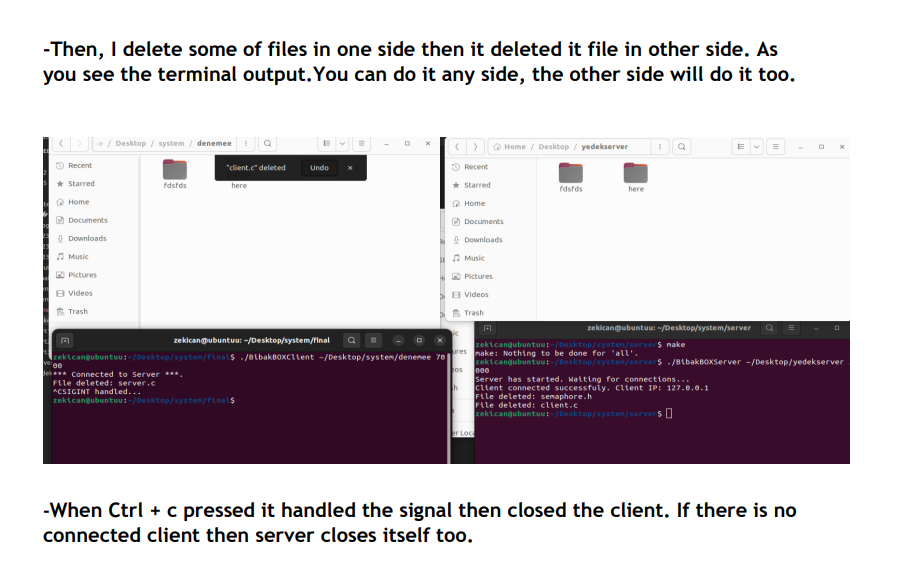 -Then, I delete some of files in one side then it deleted it file in other side. As
you see the terminal output.You can do it any side, the other side will do it too.
/ Desktop / system / denemee
"client.c" deleted Undo ×
Recent
Starred
Home
Documents
Downloads
Music
Pictures
Videos
Trash
fdsfds
here
Home / Desktop / yedekserver
Recent
Starred
Home
Documents
Downloads
Music
Pictures
Videos
Trash
fdsfds
here
zekican@ubuntuu: ~/Desktop/system/final
zekican@ubuntuu:~/Desktop/system/final$ ./BibakBOXClient ~/Desktop/system/denemee 70
00
*** Connected to Server ***.
File deleted: server.c
^CSIGINT handled...
zekican@ubuntuu:~/Desktop/system/final$
zekican@ubuntuu: ~/Desktop/system/server
zekican@ubuntuu:~/Desktop/system/server$ make
make: Nothing to be done for 'all'.
zekican@ubuntuu:~/Desktop/system/server$ ./BibakBOXServer ~/Desktop/yedekserver
000
Server has started. Waiting for connections...
Client connected successfuly. Client IP: 127.0.0.1
File deleted: semaphore.h
File deleted: client.c
zekican@ubuntuu:~/Desktop/system/server$
-When Ctrl + c pressed it handled the signal then closed the client. If there is no
connected client then server closes itself too.